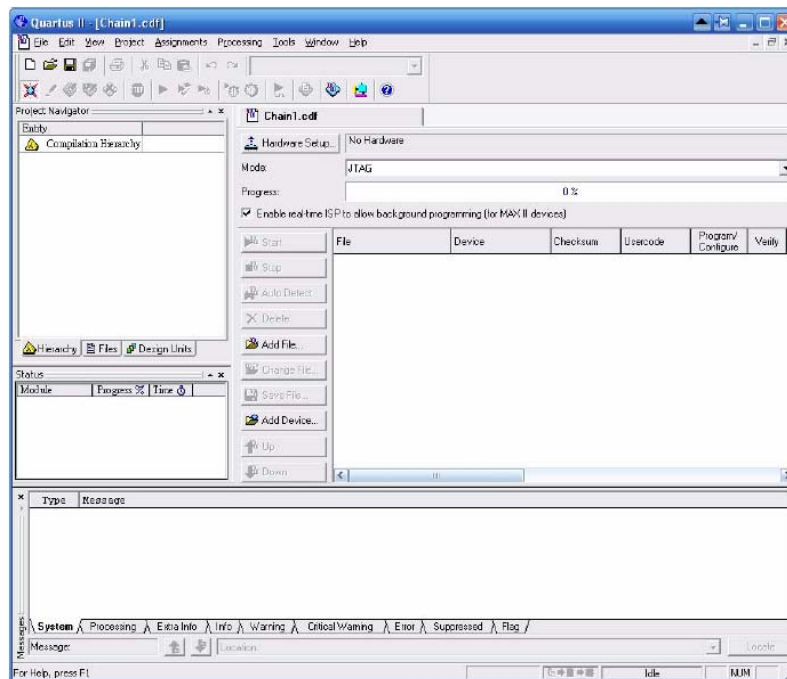 Quartus II - [Chain1.cdf]
File Edit View Project Assignments Processing Tools Window Help
Project Navigator
Entity
Compilation Hierarchy
Hierarchy Files Design Units
Status
Module Progress % Time
Chain1.cdf
Hardware Setup... No Hardware
Mode: JTAG
Progress: 0 %
Enable real-time ISP to allow background programming (for MAX II devices)
File Device Checksum Usercode Program/ Configure Verify
Start
Stop
Auto Detect
Delete
Add File...
Change File...
Save File...
Add Device...
Up
Down
Type Message
System Processing Extra Info Info Warning Critical Warning Error Suppressed Flag
Messages
Message: Location: Locate
For Help, press F1 Idle NUM